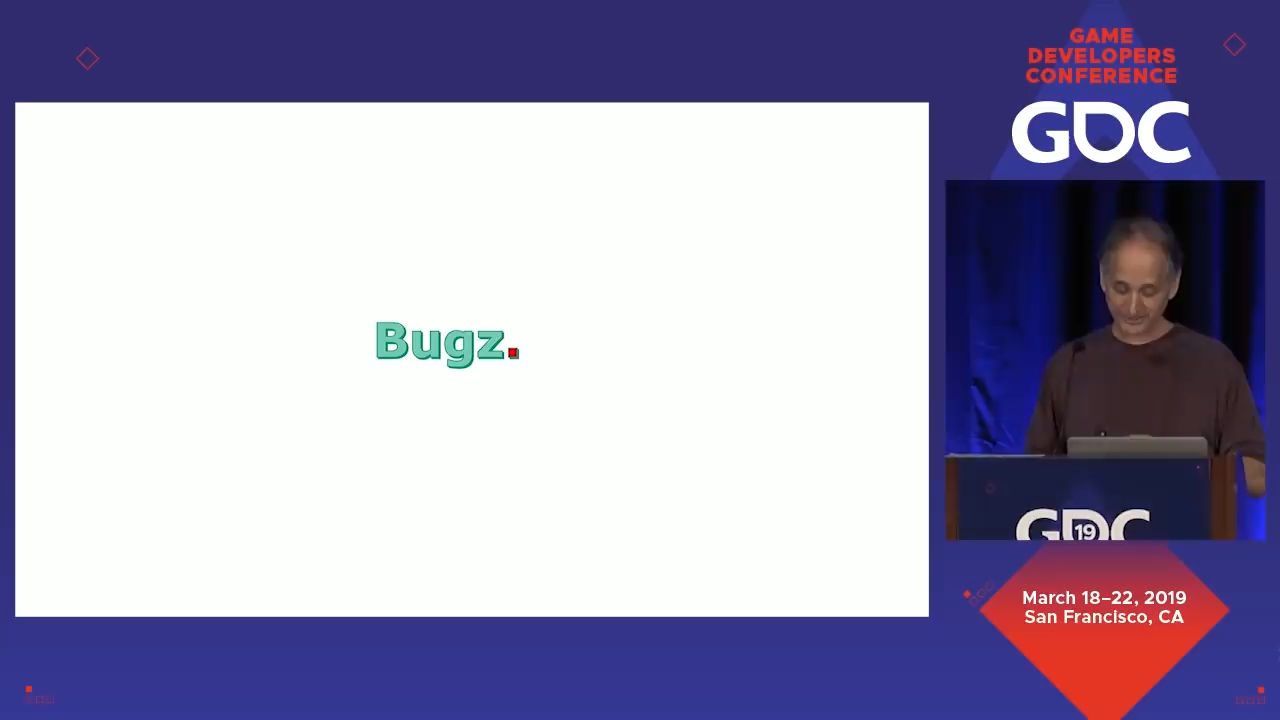 GAME
DEVELOPERS
CONFERENCE
GDC
Bugz.
GDC
19
March 18–22, 2019
San Francisco, CA